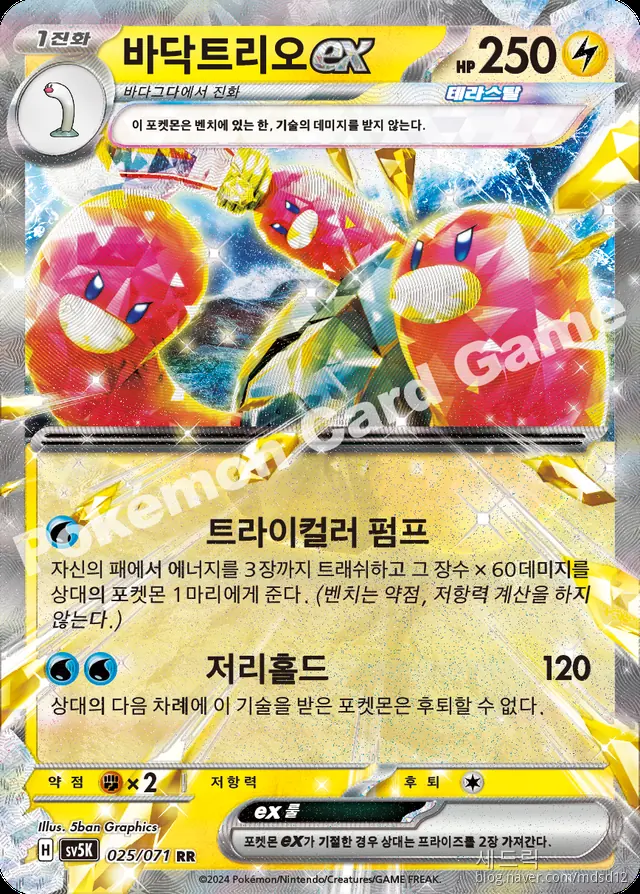 1진화
바닥트리오 ex
HP 250
바다그다에서 진화
테라스탈
이 포켓몬은 벤치에 있는 한, 기술의 데미지를 받지 않는다.
Pokémon Card Game
트라이컬러 펌프
자신의 패에서 에너지를 3장까지 트래쉬하고 그 장수 × 60데미지를
상대의 포켓몬 1마리에게 준다. (벤치는 약점, 저항력 계산을 하지
않는다.)
저리홀드 120
상대의 다음 차례에 이 기술을 받은 포켓몬은 후퇴할 수 없다.
약점 ×2 저항력 후퇴
Illus. 5ban Graphics
ex 룰
포켓몬 ex가 기절한 경우 상대는 프라이즈를 2장 가져간다.
H SV5K 025/071 RR
세드릭
blog.naver.com/mdsd12
©2024 Pokémon/Nintendo/Creatures/GAME FREAK.